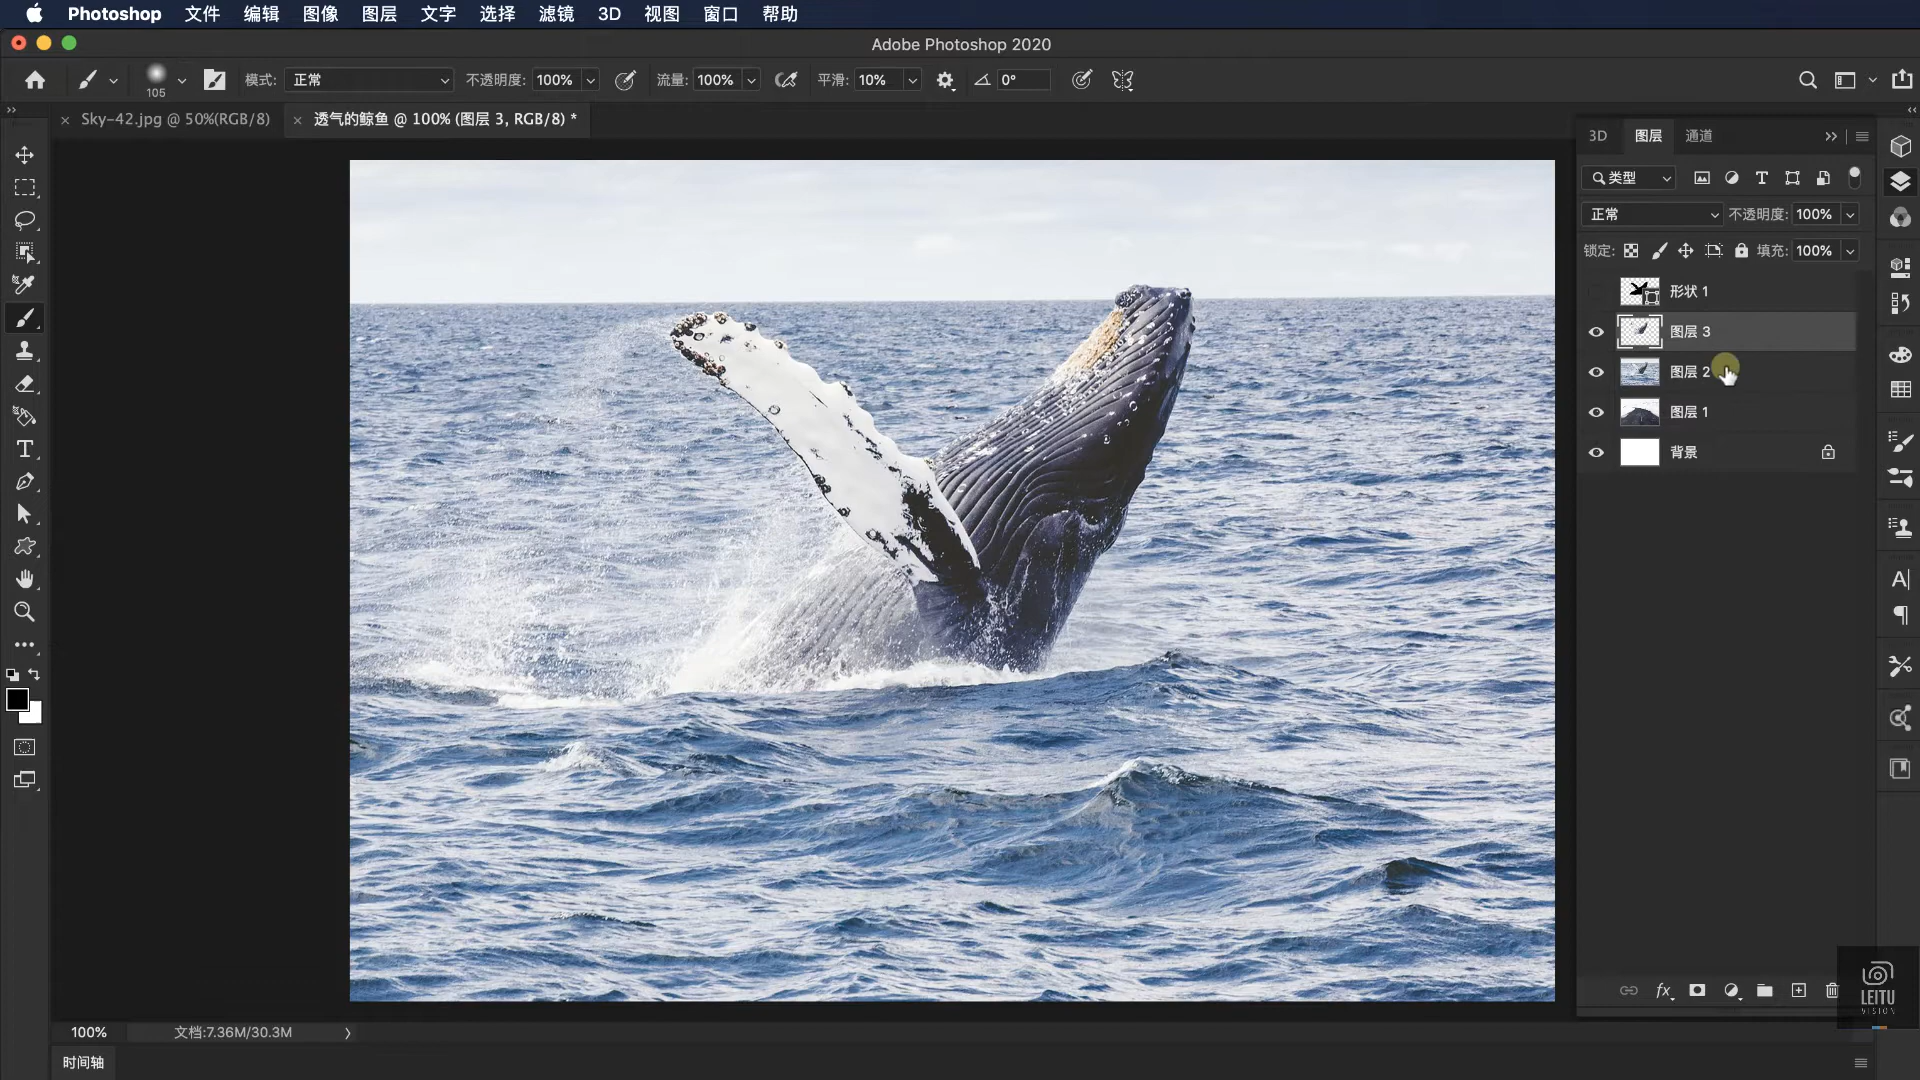 Photoshop 文件 编辑 图像 图层 文字 选择 滤镜 3D 视图 窗口 帮助
Adobe Photoshop 2020
105 模式: 正常 不透明度: 100% 流量: 100% 平滑: 10% 0°
Sky-42.jpg @ 50%(RGB/8) 透气的鲸鱼 @ 100% (图层 3, RGB/8) *
3D 图层 通道
类型
正常 不透明度: 100%
锁定: 填充: 100%
形状 1
图层 3
图层 2
图层 1
背景
fx
LEITU
VISION
100% 文档:7.36M/30.3M
时间轴